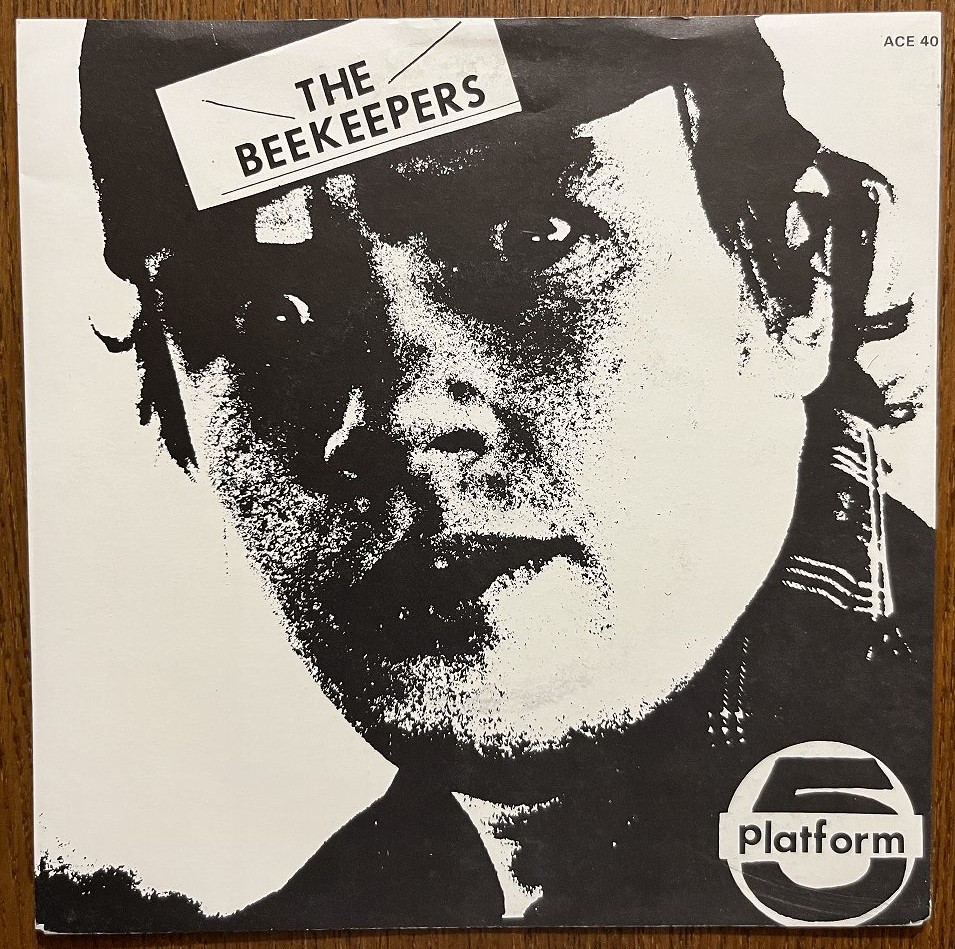 THE
BEEKEEPERS
ACE 40
5
platform